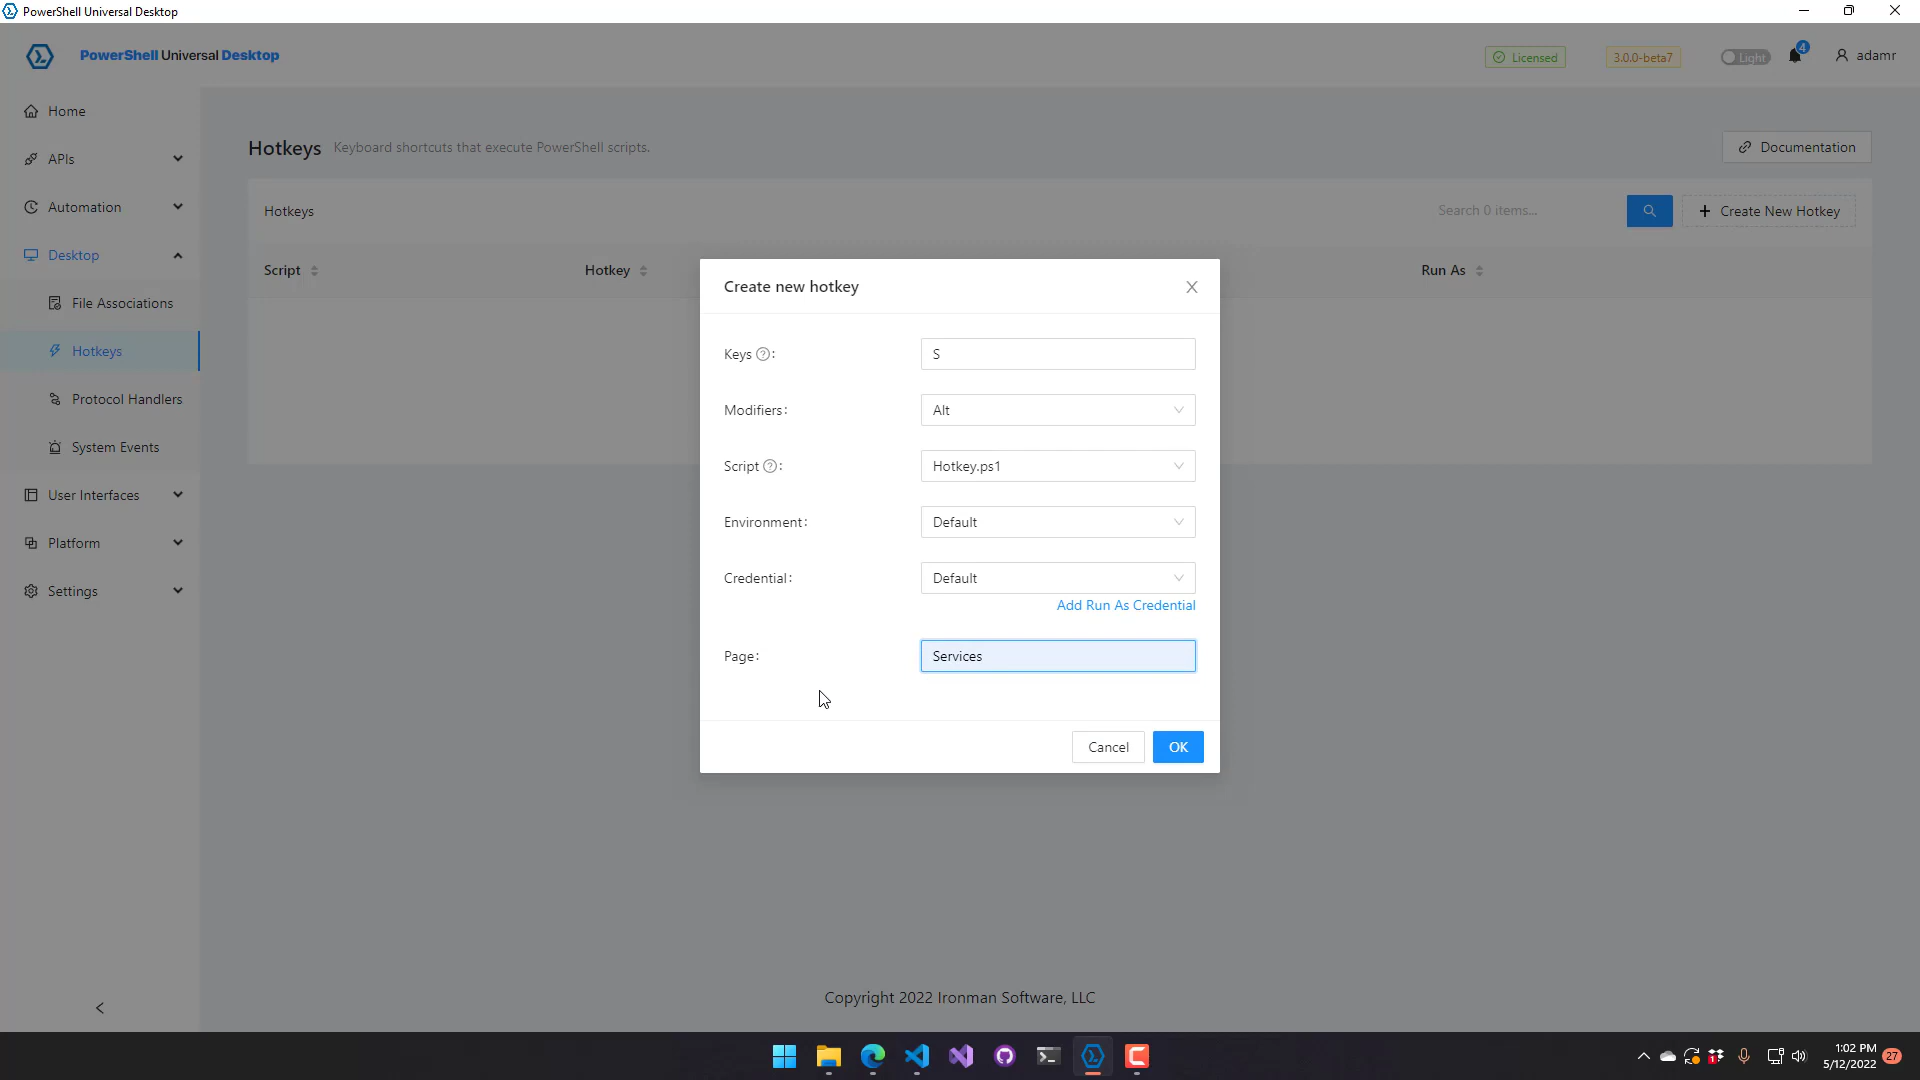 PowerShell Universal Desktop
PowerShell Universal Desktop
Licensed
3.0.0-beta7
Light
4
adamr
Home
APIs
Automation
Desktop
File Associations
Hotkeys
Protocol Handlers
System Events
User Interfaces
Platform
Settings
Hotkeys Keyboard shortcuts that execute PowerShell scripts.
Documentation
Hotkeys
Search 0 items...
Create New Hotkey
Script
Hotkey
Run As
Create new hotkey
Keys ?: S
Modifiers: Alt
Script ?: Hotkey.ps1
Environment: Default
Credential: Default
Add Run As Credential
Page: Services
Cancel
OK
Copyright 2022 Ironman Software, LLC
1:02 PM
5/12/2022
27